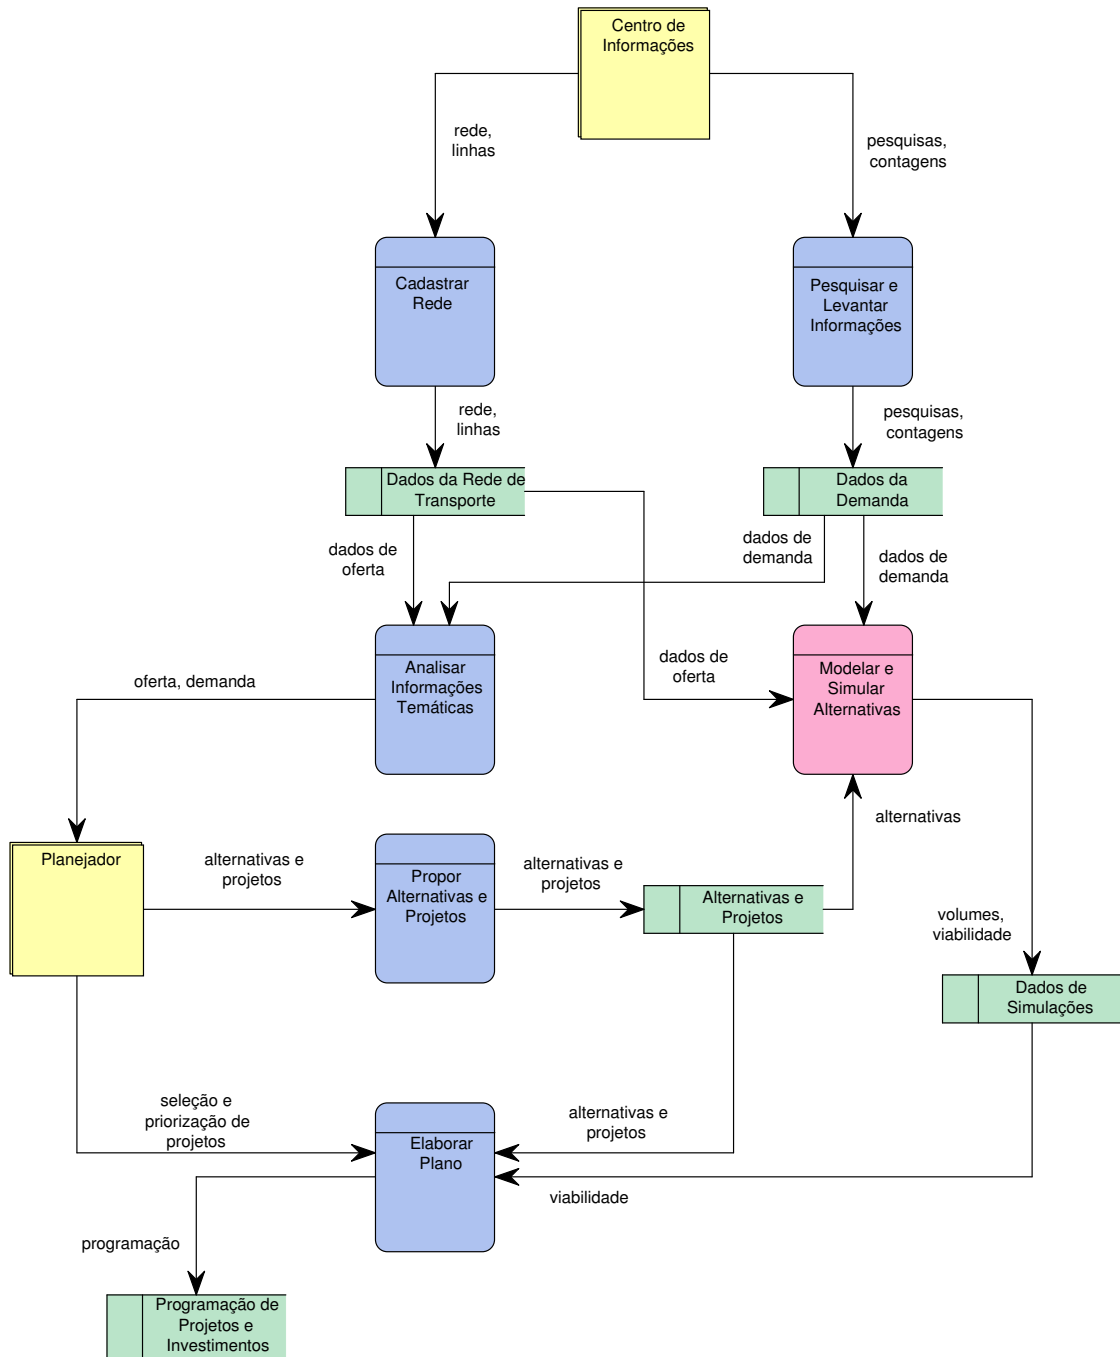 Centro de
Informações
rede,
linhas
pesquisas,
contagens
Cadastrar
Rede
Pesquisar e
Levantar
Informações
rede,
linhas
pesquisas,
contagens
Dados da Rede de
Transporte
Dados da
Demanda
dados de
oferta
dados de
demanda
dados de
demanda
Analisar
Informações
Temáticas
dados de
oferta
Modelar e
Simular
Alternativas
oferta, demanda
alternativas
Planejador
alternativas e
projetos
Propor
Alternativas e
Projetos
alternativas e
projetos
Alternativas e
Projetos
volumes,
viabilidade
Dados de
Simulações
seleção e
priorização de
projetos
Elaborar
Plano
alternativas e
projetos
viabilidade
programação
Programação de
Projetos e
Investimentos